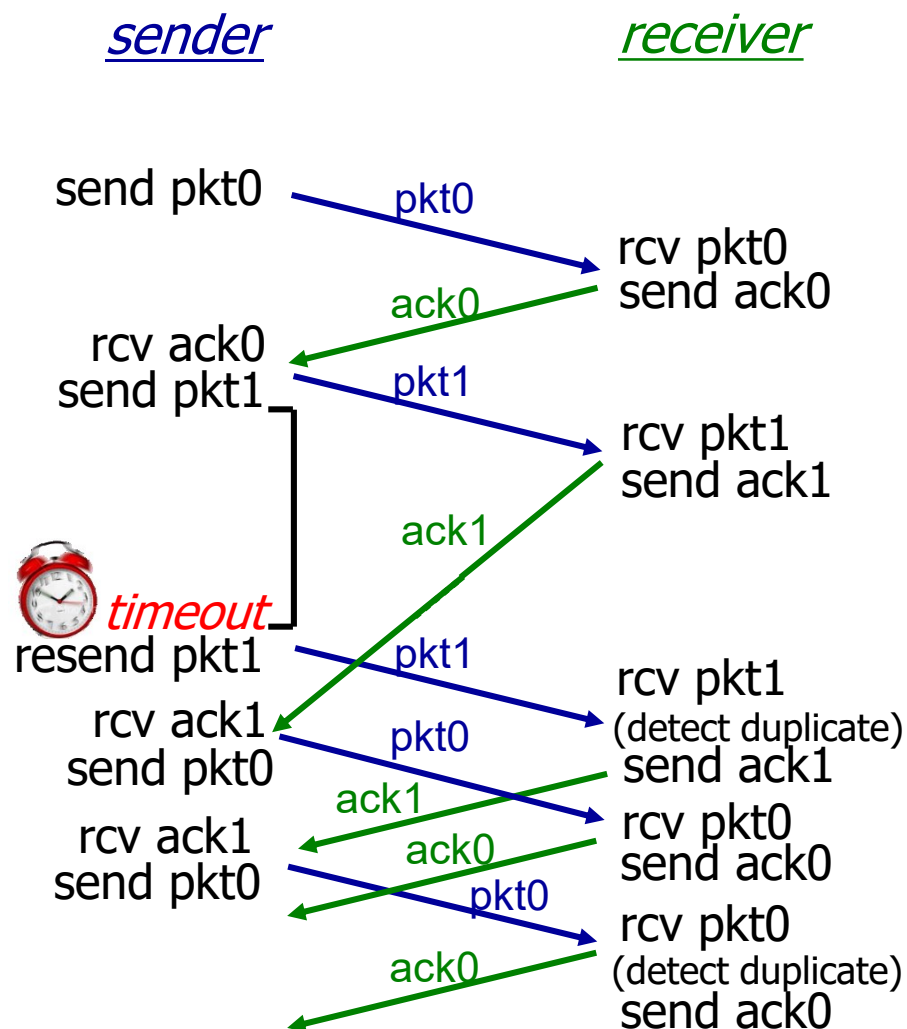 sender
receiver
send pkt0
pkt0
rcv pkt0
send ack0
ack0
rcv ack0
send pkt1
pkt1
rcv pkt1
send ack1
ack1
timeout
resend pkt1
pkt1
rcv pkt1
(detect duplicate)
send ack1
rcv ack1
send pkt0
pkt0
ack1
rcv pkt0
send ack0
rcv ack1
send pkt0
ack0
pkt0
rcv pkt0
(detect duplicate)
send ack0
ack0